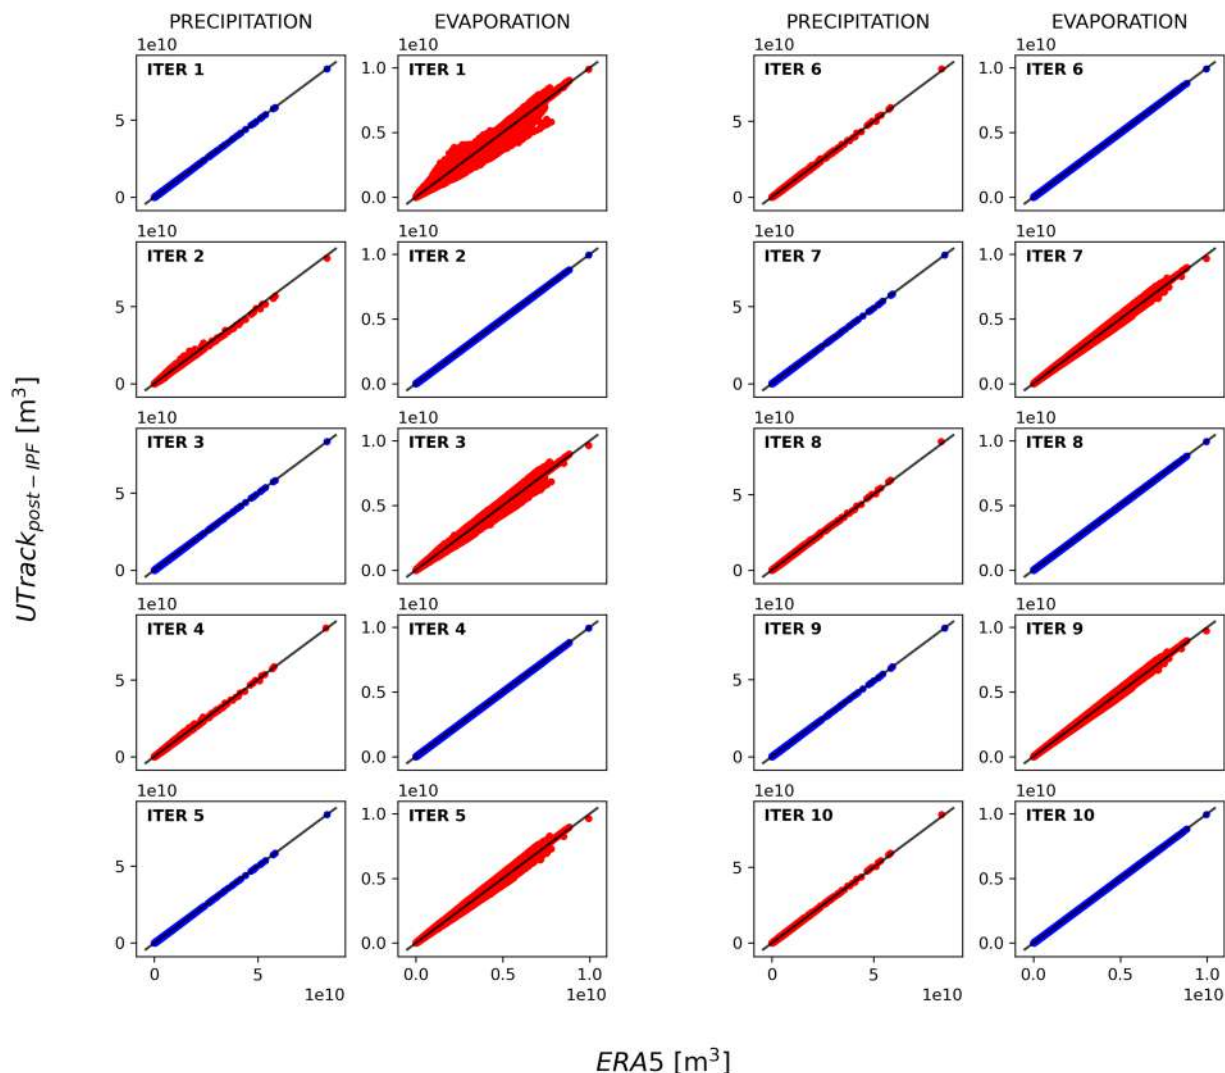 PRECIPITATION EVAPORATION PRECIPITATION EVAPORATION
1e10 1e10 1e10 1e10
ITER 1 ITER 1 ITER 6 ITER 6
5 1.0 5 1.0
0.5 0.5
0 0.0 0 0.0
1e10 1e10 1e10 1e10
ITER 2 ITER 2 ITER 7 ITER 7
5 1.0 5 1.0
0.5 0.5
0 0.0 0 0.0
1e10 1e10 1e10 1e10
ITER 3 ITER 3 ITER 8 ITER 8
5 1.0 5 1.0
0.5 0.5
0 0.0 0 0.0
1e10 1e10 1e10 1e10
ITER 4 ITER 4 ITER 9 ITER 9
5 1.0 5 1.0
0.5 0.5
0 0.0 0 0.0
1e10 1e10 1e10 1e10
ITER 5 ITER 5 ITER 10 ITER 10
5 1.0 5 1.0
0.5 0.5
0 0.0 0 0.0
0 5 0.0 0.5 1.0 0 5 0.0 0.5 1.0
1e10 1e10 1e10 1e10
UTrack_post−IPF [m³]
ERA5 [m³]